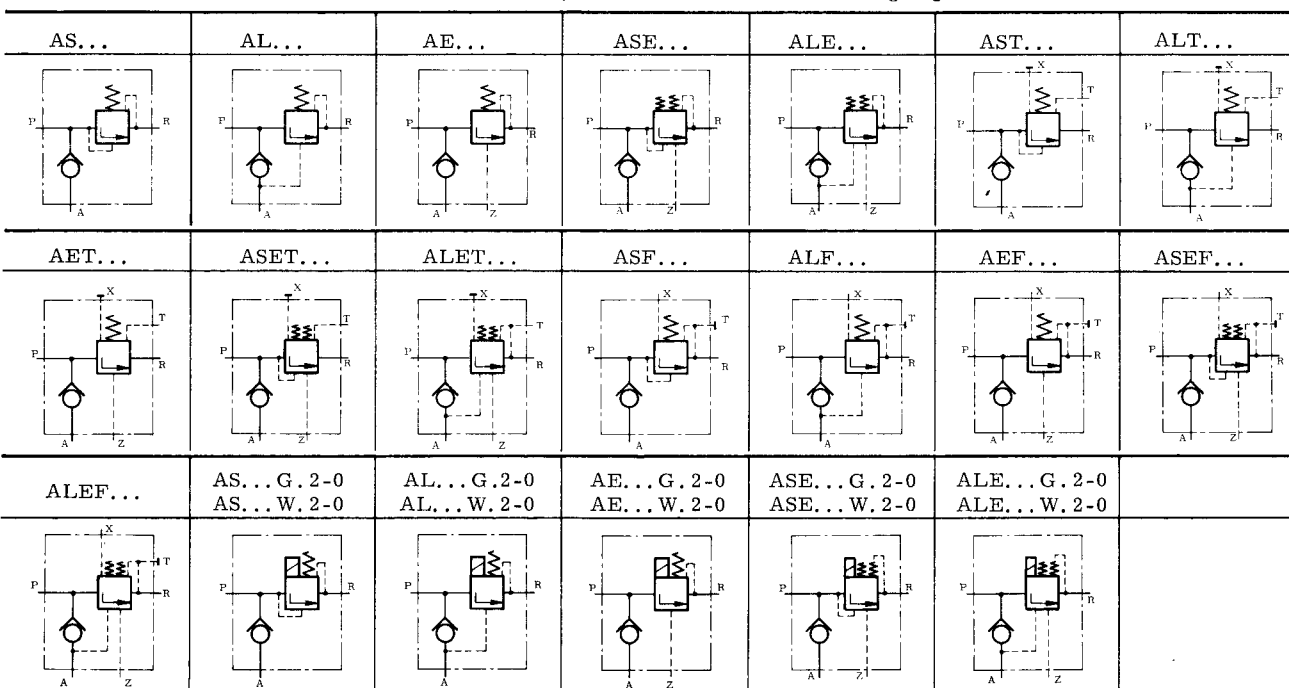 AS... AL... AE... ASE... ALE... AST... ALT...
P R A
P R A
P R A Z
P R A Z
P R A Z
X T P R A
X T P R A
AET... ASET... ALET... ASF... ALF... AEF... ASEF...
X T P R A Z
X T P R A Z
X T P R A Z
X T P R A
X T P R A
X T P R A Z
X T P R A Z
ALEF... AS...G.2-0 AL...G.2-0 AE...G.2-0 ASE...G.2-0 ALE...G.2-0
AS...W.2-0 AL...W.2-0 AE...W.2-0 ASE...W.2-0 ALE...W.2-0
X T P R A Z
P R A
P R A
P R A Z
P R A Z
P R A Z